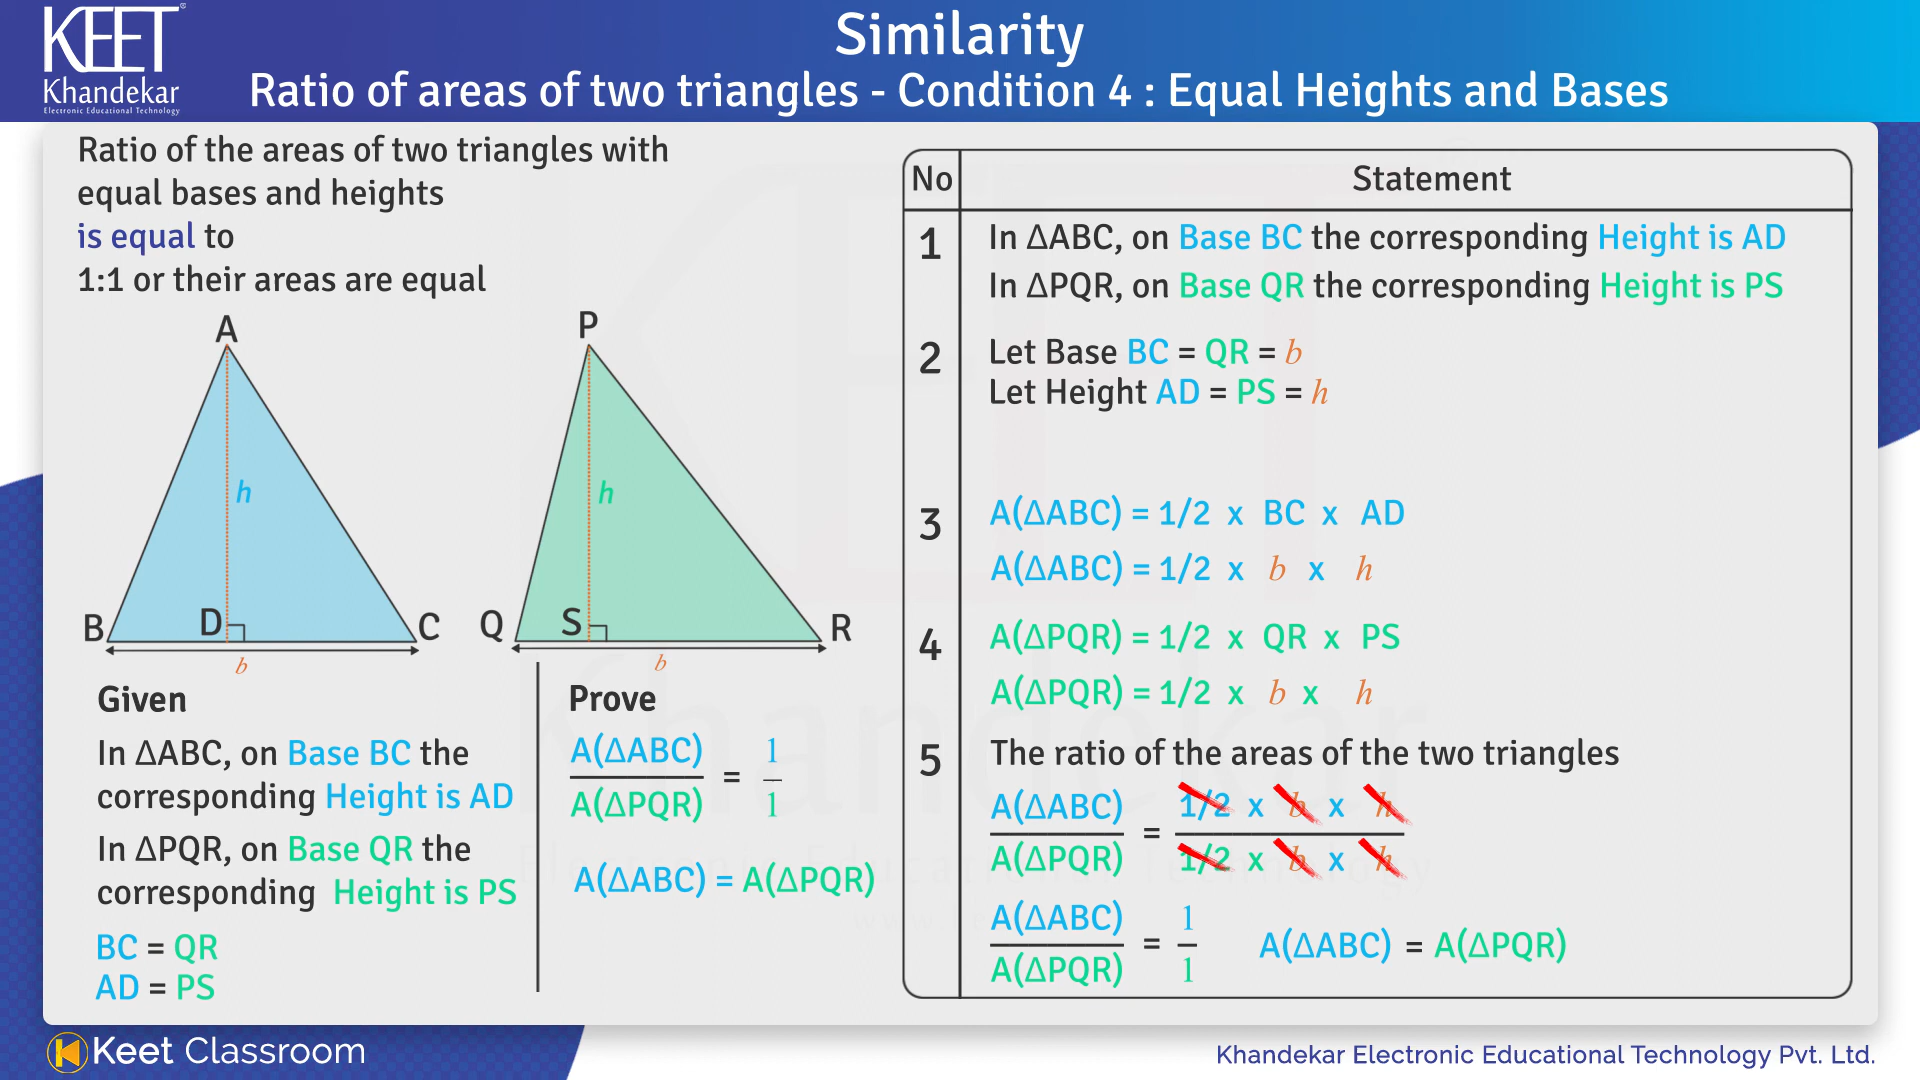 KEET®
Khandekar
Electronic Educational Technology
Similarity
Ratio of areas of two triangles - Condition 4 : Equal Heights and Bases
Ratio of the areas of two triangles with
equal bases and heights
is equal to
1:1 or their areas are equal
A
h
B
D
C
b
P
h
Q
S
R
b
Given
In ΔABC, on Base BC the
corresponding Height is AD
In ΔPQR, on Base QR the
corresponding Height is PS
BC = QR
AD = PS
Prove
A(ΔABC)/A(ΔPQR) = 1/1
A(ΔABC) = A(ΔPQR)
No Statement
1 In ΔABC, on Base BC the corresponding Height is AD
In ΔPQR, on Base QR the corresponding Height is PS
2 Let Base BC = QR = b
Let Height AD = PS = h
3 A(ΔABC) = 1/2 x BC x AD
A(ΔABC) = 1/2 x b x h
4 A(ΔPQR) = 1/2 x QR x PS
A(ΔPQR) = 1/2 x b x h
5 The ratio of the areas of the two triangles
A(ΔABC)/A(ΔPQR) = 1/2 x b x h/1/2 x b x h
A(ΔABC)/A(ΔPQR) = 1/1 A(ΔABC) = A(ΔPQR)
Khandekar
Electronic Educational Technology
Keet Classroom
Khandekar Electronic Educational Technology Pvt. Ltd.